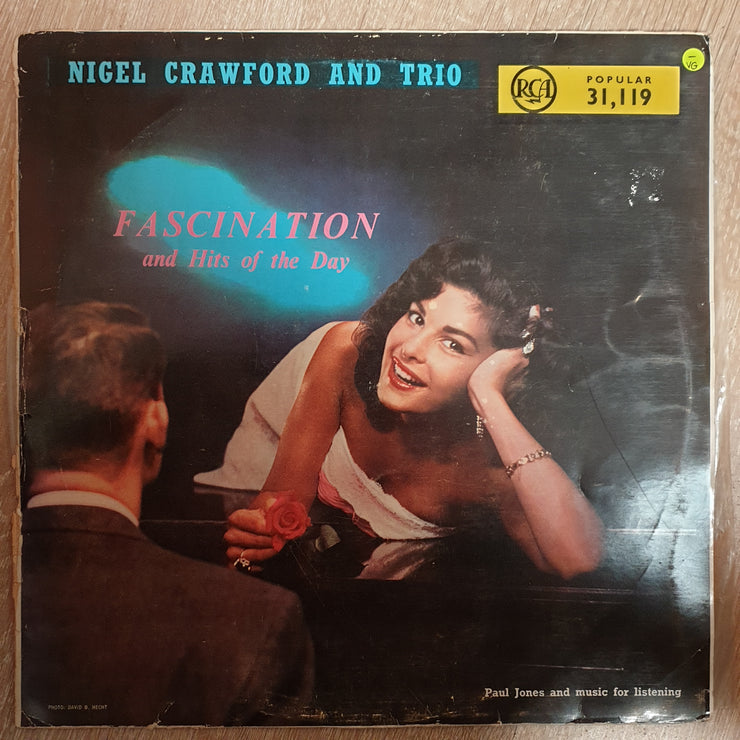 NIGEL CRAWFORD AND TRIO
RCA
POPULAR
31,119
VG
FASCINATION
and Hits of the Day
Paul Jones and music for listening
PHOTO: DAVID B. HECHT